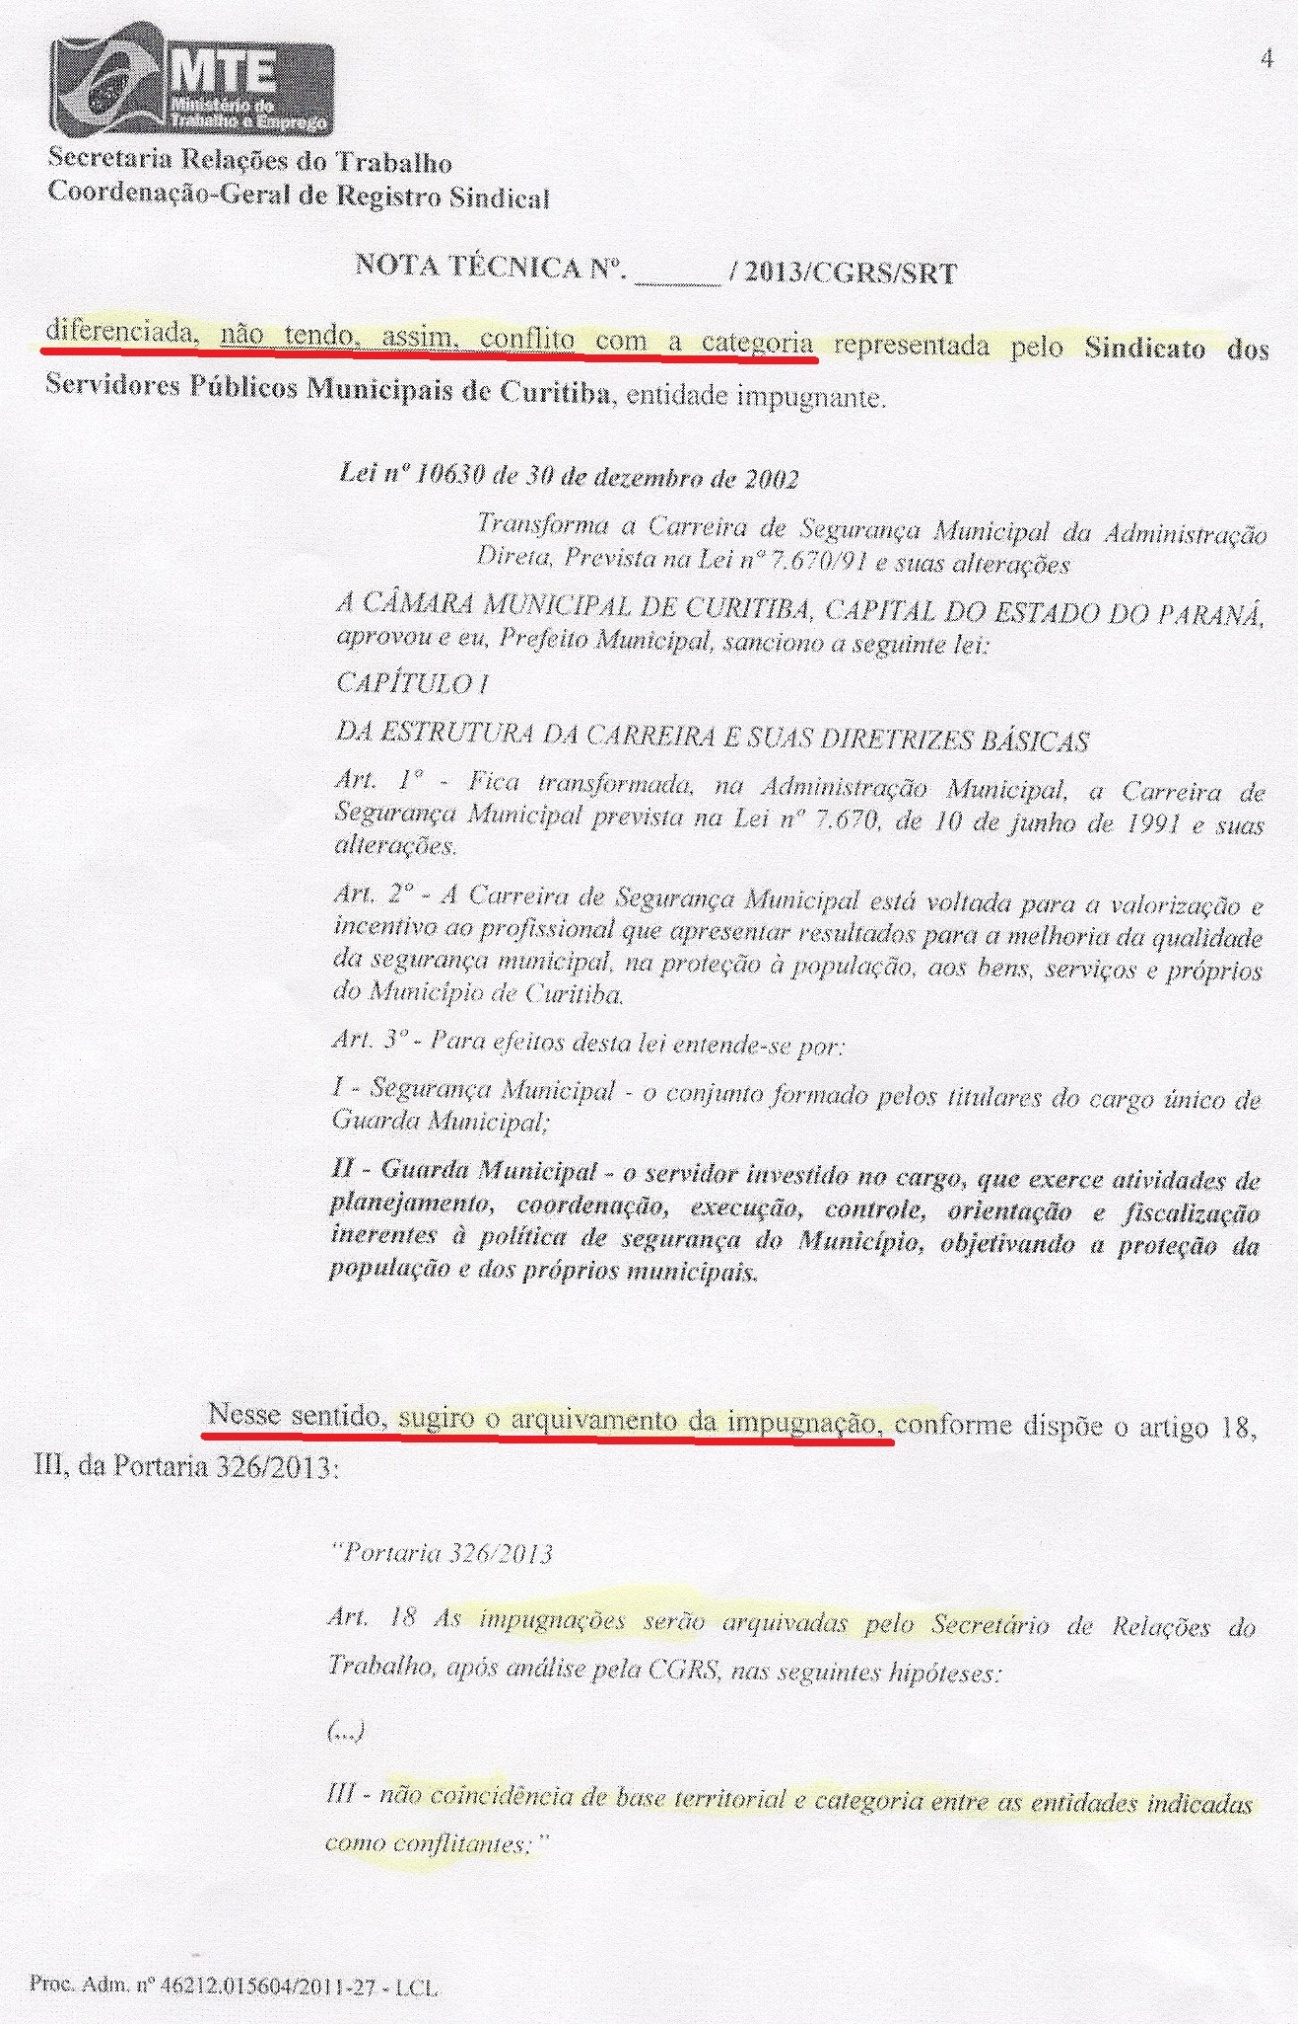 4
MTE
Ministério do
Trabalho e Emprego
Secretaria Relações do Trabalho
Coordenação-Geral de Registro Sindical
NOTA TÉCNICA Nº. ______ / 2013/CGRS/SRT
diferenciada, não tendo, assim, conflito com a categoria representada pelo Sindicato dos
Servidores Públicos Municipais de Curitiba, entidade impugnante.
Lei nº 10630 de 30 de dezembro de 2002
Transforma a Carreira de Segurança Municipal da Administração
Direta, Prevista na Lei nº 7.670/91 e suas alterações
A CÂMARA MUNICIPAL DE CURITIBA, CAPITAL DO ESTADO DO PARANÁ,
aprovou e eu, Prefeito Municipal, sanciono a seguinte lei:
CAPÍTULO I
DA ESTRUTURA DA CARREIRA E SUAS DIRETRIZES BÁSICAS
Art. 1º - Fica transformada, na Administração Municipal, a Carreira de
Segurança Municipal prevista na Lei nº 7.670, de 10 de junho de 1991 e suas
alterações.
Art. 2º - A Carreira de Segurança Municipal está voltada para a valorização e
incentivo ao profissional que apresentar resultados para a melhoria da qualidade
da segurança municipal, na proteção à população, aos bens, serviços e próprios
do Município de Curitiba.
Art. 3º - Para efeitos desta lei entende-se por:
I - Segurança Municipal - o conjunto formado pelos titulares do cargo único de
Guarda Municipal;
II - Guarda Municipal - o servidor investido no cargo, que exerce atividades de
planejamento, coordenação, execução, controle, orientação e fiscalização
inerentes à política de segurança do Município, objetivando a proteção da
população e dos próprios municipais.
Nesse sentido, sugiro o arquivamento da impugnação, conforme dispõe o artigo 18,
III, da Portaria 326/2013:
“Portaria 326/2013
Art. 18 As impugnações serão arquivadas pelo Secretário de Relações do
Trabalho, após análise pela CGRS, nas seguintes hipóteses:
(...)
III - não coincidência de base territorial e categoria entre as entidades indicadas
como conflitantes;”
Proc. Adm. nº 46212.015604/2011-27 - LCL